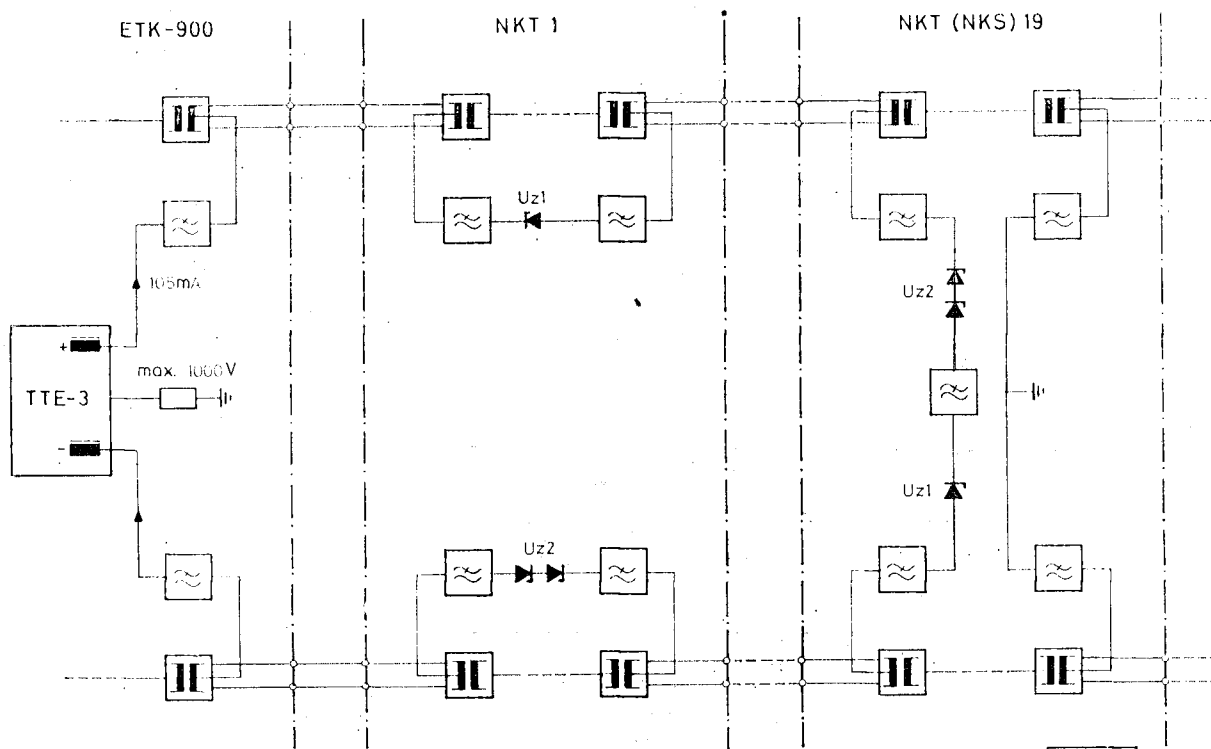 ETK-900
NKT 1
NKT (NKS) 19
Uz1
105mA
Uz2
+
max. 1000V
TTE-3
-
Uz1
Uz2